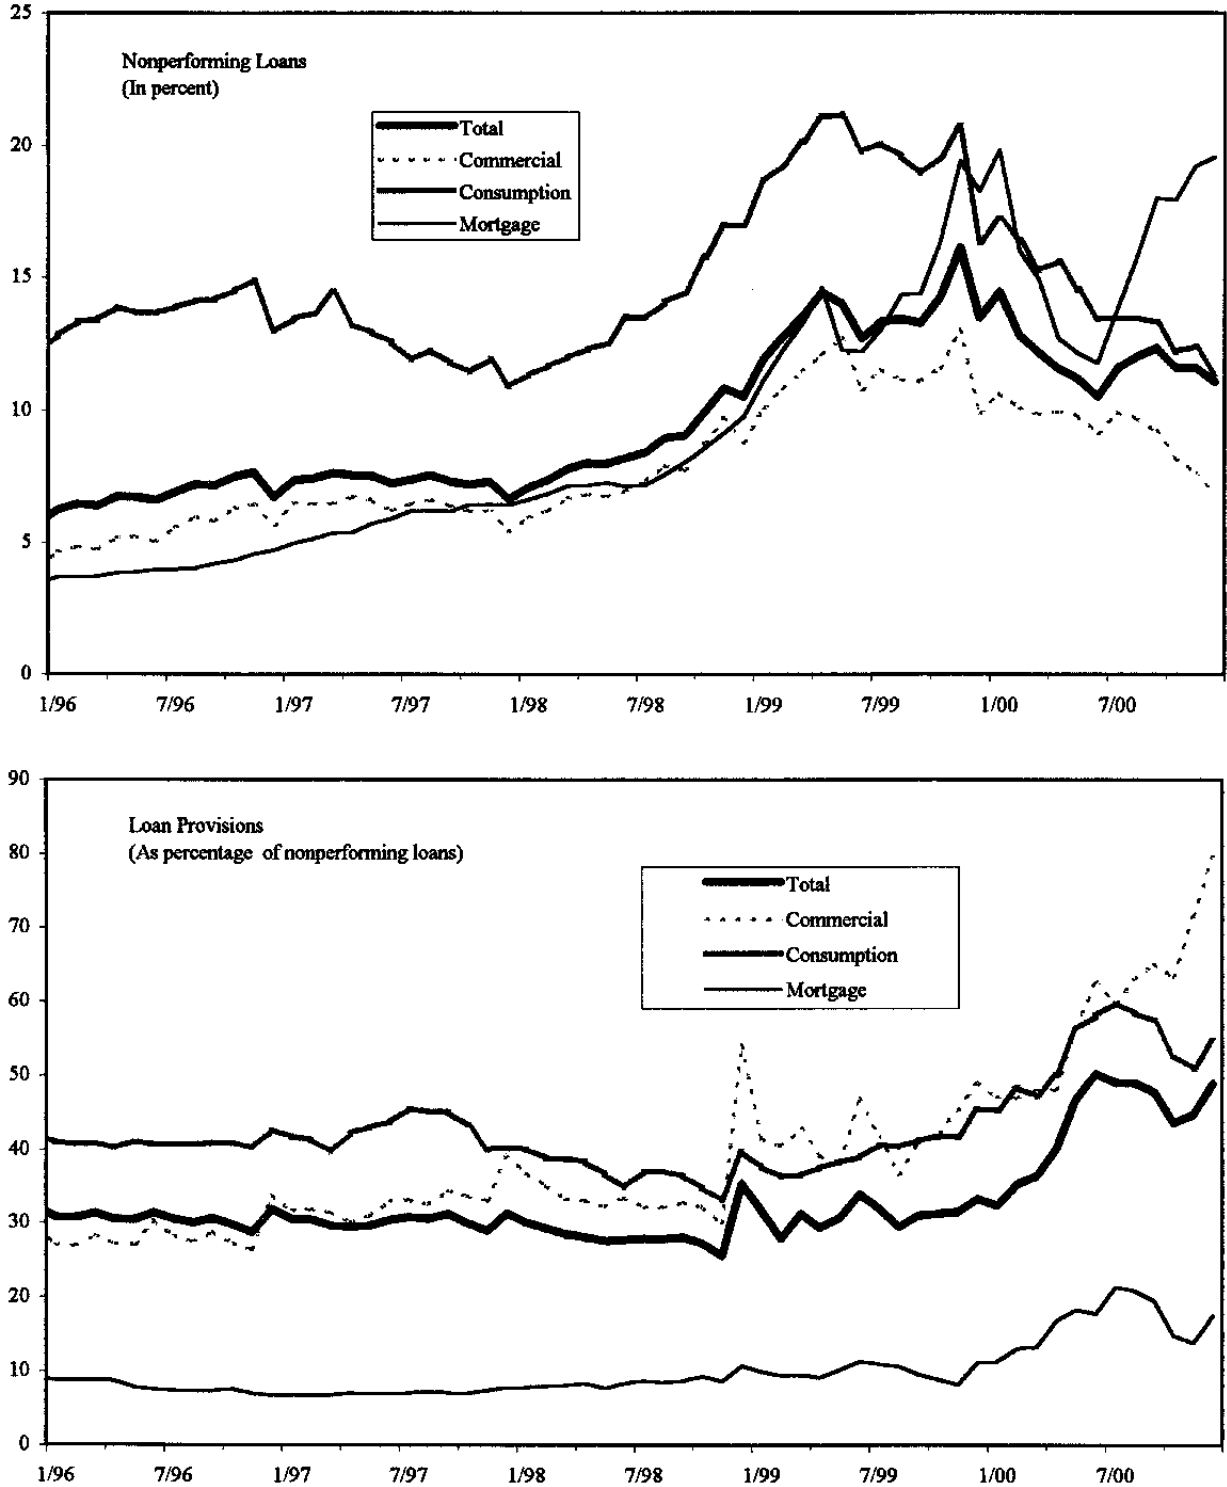 25
Nonperforming Loans
(In percent)
Total
20
Commercial
Consumption
Mortgage
15
10
5
0
1/96 7/96 1/97 7/97 1/98 7/98 1/99 7/99 1/00 7/00
90
Loan Provisions
(As percentage of nonperforming loans)
80
Total
Commercial
70
Consumption
Mortgage
60
50
40
30
20
10
0
1/96 7/96 1/97 7/97 1/98 7/98 1/99 7/99 1/00 7/00